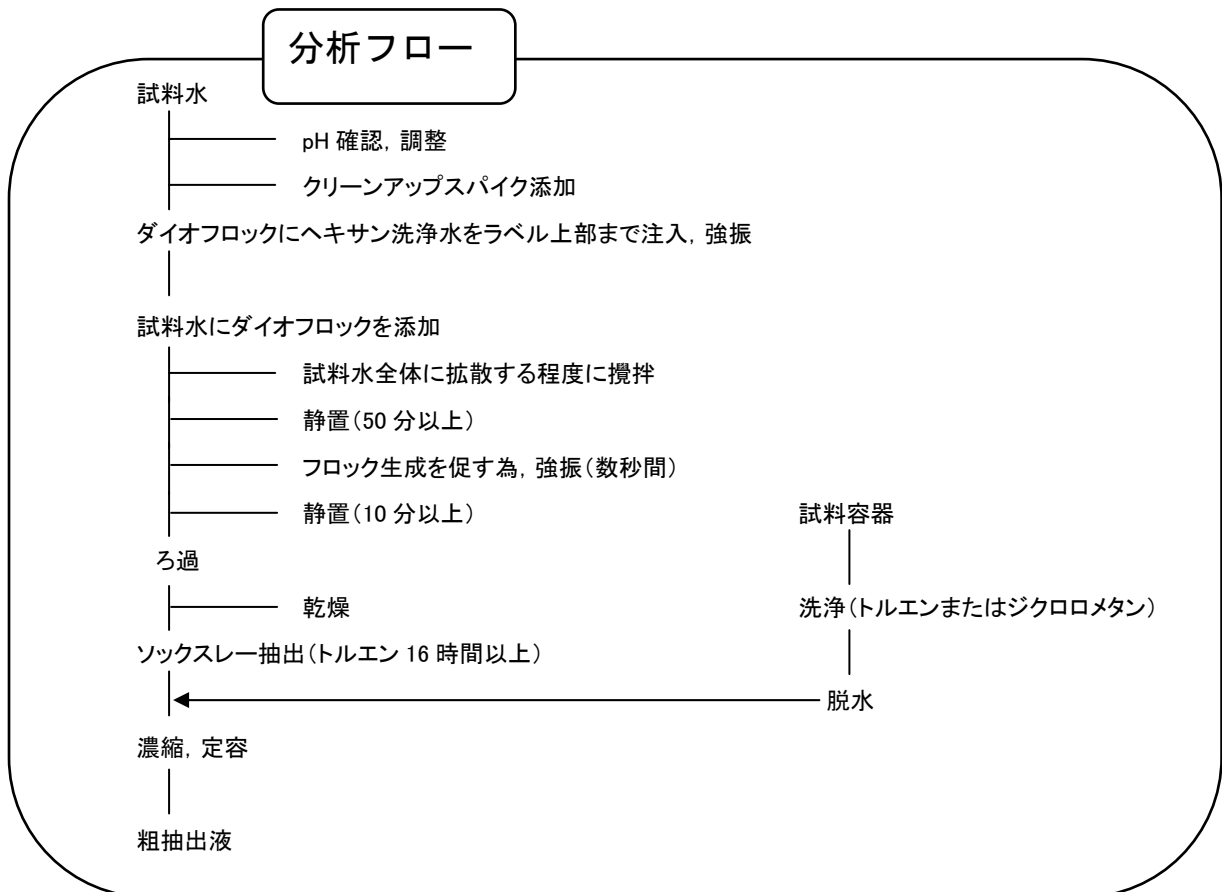 分析フロー
試料水
pH 確認，調整
クリーンアップスパイク添加
ダイオフロックにヘキサン洗浄水をラベル上部まで注入，強振
試料水にダイオフロックを添加
試料水全体に拡散する程度に攪拌
静置（50 分以上）
フロック生成を促す為，強振（数秒間）
静置（10 分以上）
試料容器
ろ過
乾燥
洗浄（トルエンまたはジクロロメタン）
ソックスレー抽出（トルエン 16 時間以上）
脱水
濃縮，定容
粗抽出液